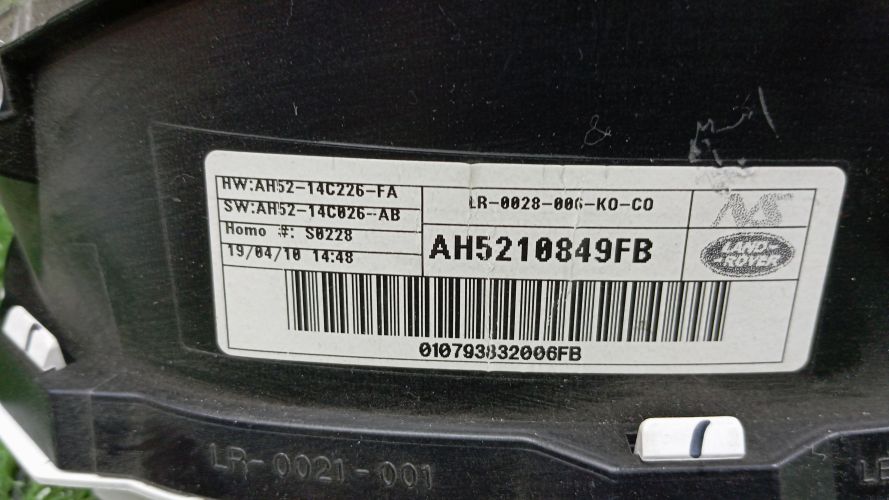 HW:AH52-14C226-FA
SW:AH52-14C026-AB
Homo #: S0228
19/04/10 14:48
LR-0028-006-KO-CO
AH5210849FB
LAND-
-ROVER
010793832006FB
LR-0021-001